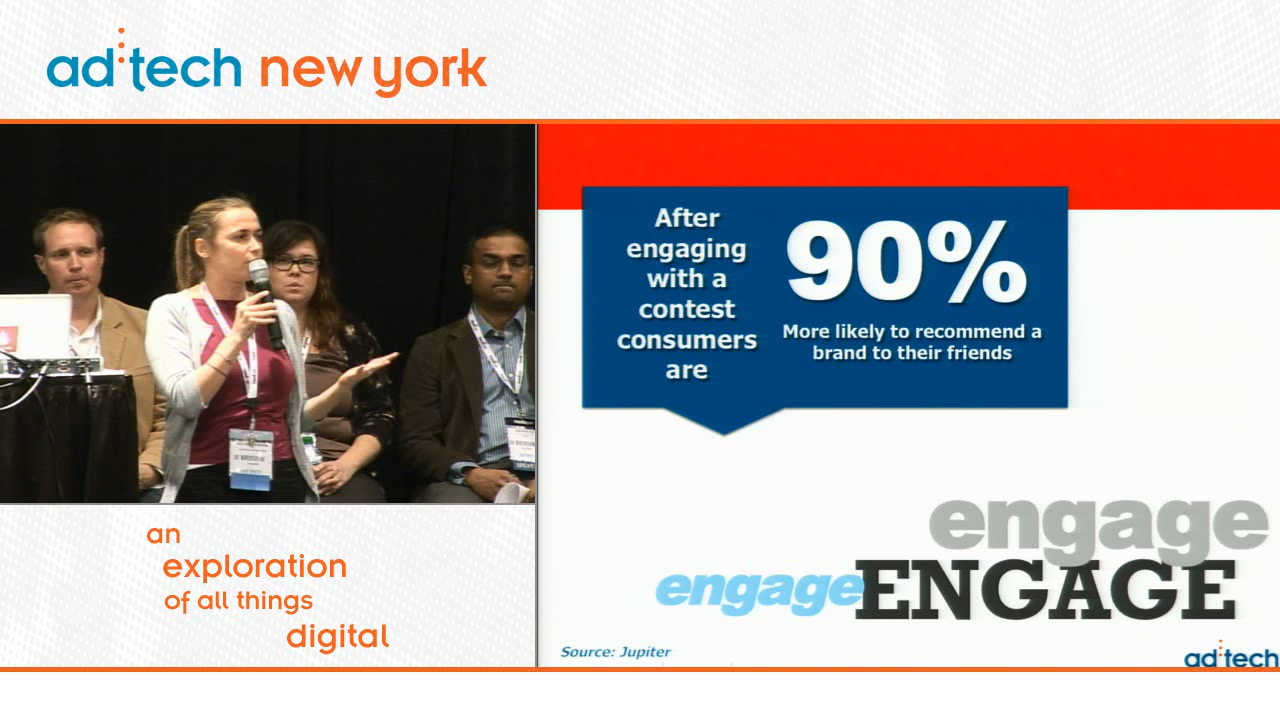 ad:tech new york
After
engaging
with a
contest
consumers
are
90%
More likely to recommend a
brand to their friends
engage
engage
ENGAGE
Source: Jupiter
ad:tech
an
exploration
of all things
digital